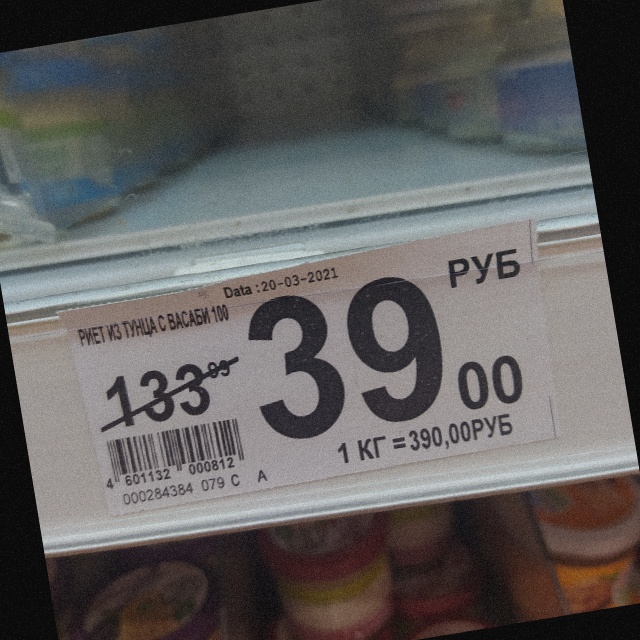 Data :20-03-2021
РИЕТ ИЗ ТУНЦА С ВАСАБИ 100
133 89
39 00
РУБ
1 КГ = 390,00РУБ
4 601132 000812
000284384 079 С А